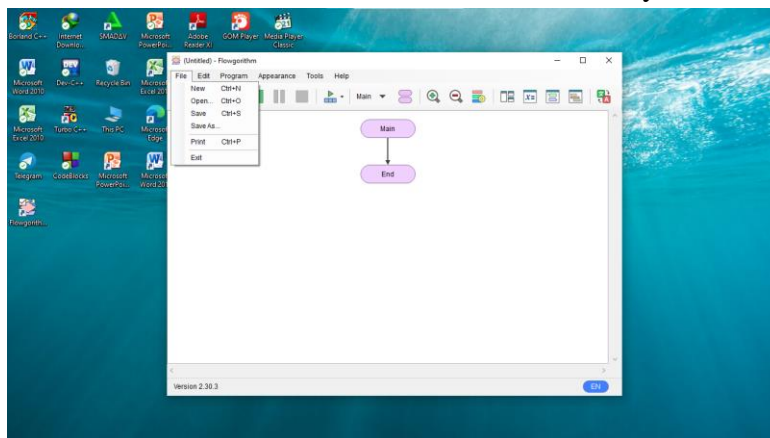 Borland C++
Internet Downlo...
SMADAV
Microsoft PowerPoi...
Adobe Reader XI
GOM Player
Media Player Classic
Microsoft Word 2010
Dev-C++
Recycle Bin
Microsoft Excel 201
Microsoft Excel 2010
Turbo C++
This PC
Microsoft Edge
Telegram
CodeBlocks
Microsoft PowerPoi...
Microsoft Word 201
Flowgorith...
(Untitled) - Flowgorithm
File Edit Program Appearance Tools Help
New Ctrl+N
Open... Ctrl+O
Save Ctrl+S
Save As...
Print Ctrl+P
Exit
Main
Main
End
Version 2.30.3
EN